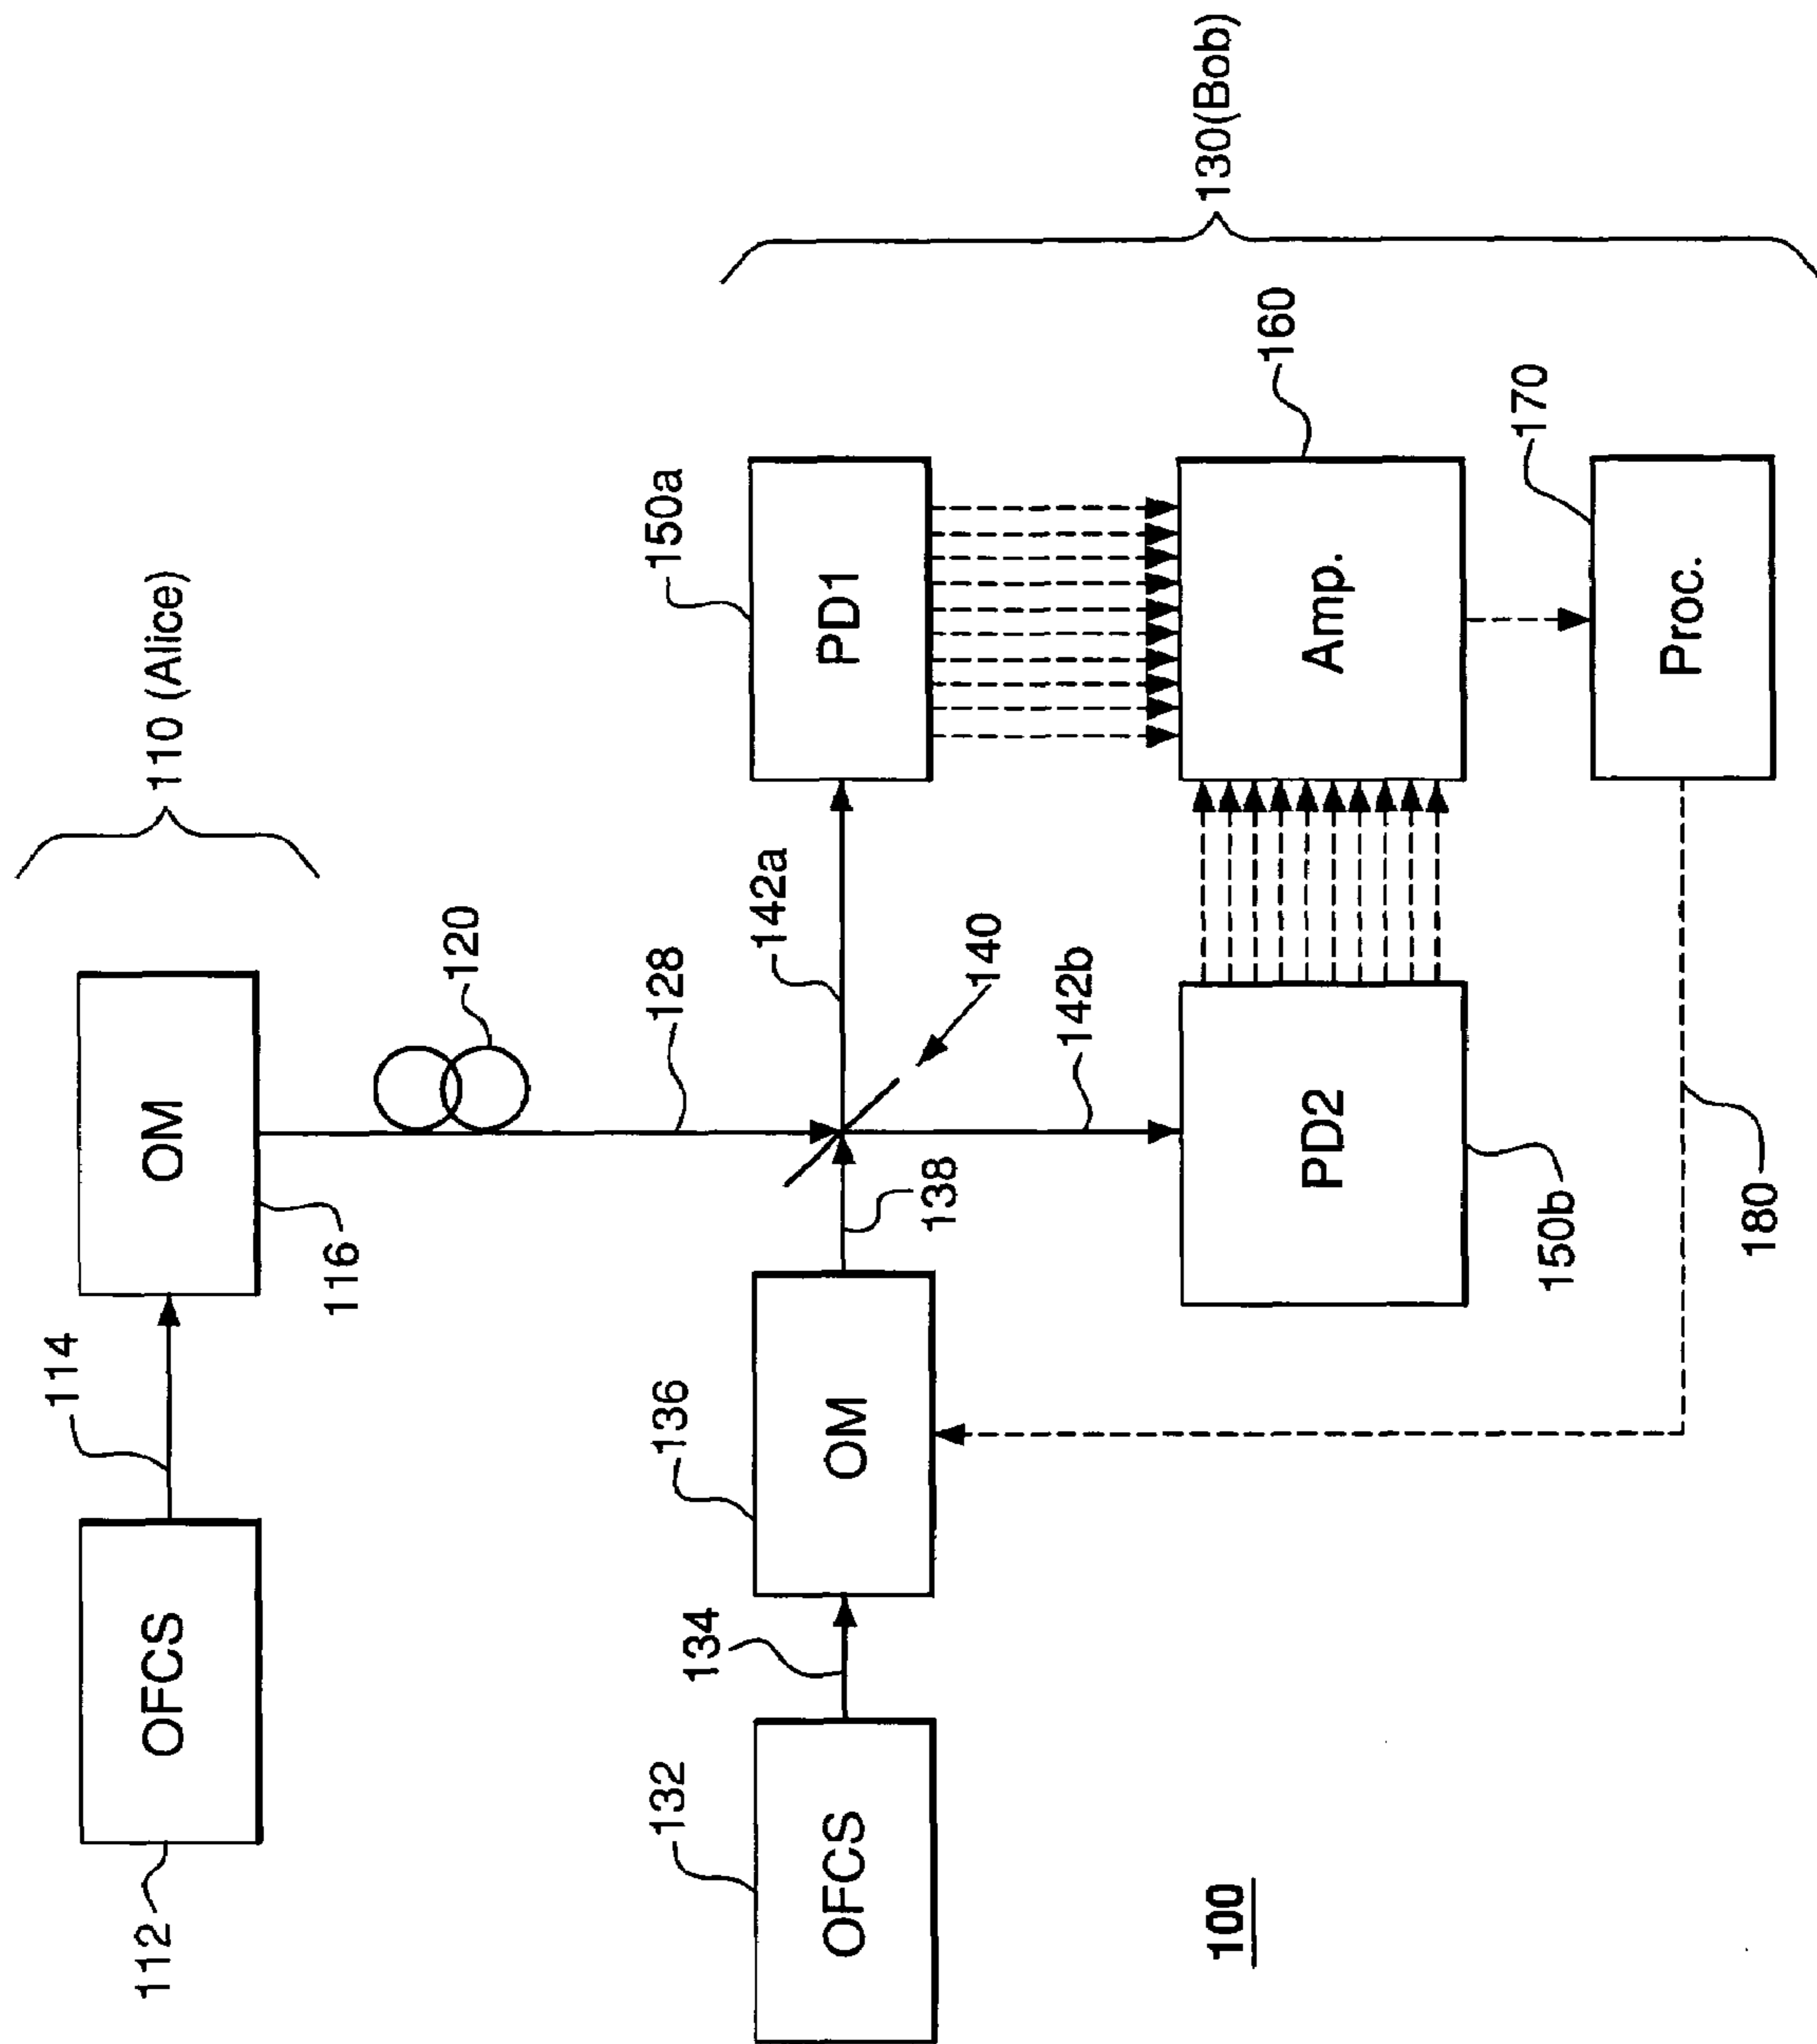 110 (Alice)
114
OFCS
OM
112
116
120
128
130(Bob)
132
134
136
138
142a
150a
OFCS
OM
140
PD1
142b
160
PD2
Amp.
150b
170
Proc.
180
100